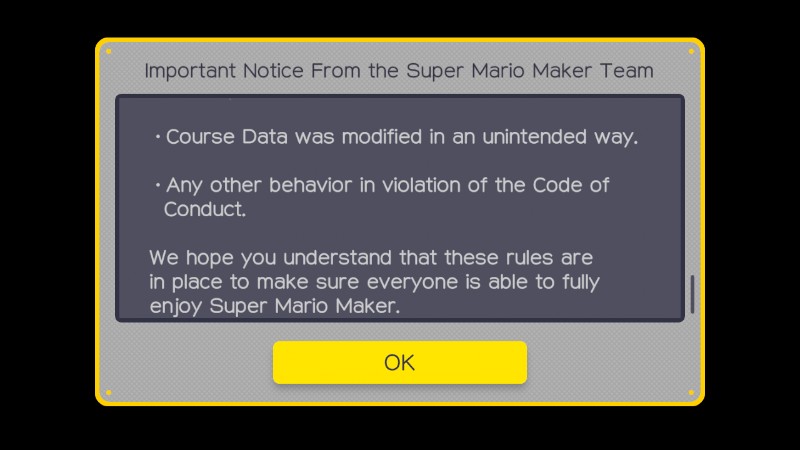 Important Notice From the Super Mario Maker Team
・Course Data was modified in an unintended way.
・Any other behavior in violation of the Code of
Conduct.
We hope you understand that these rules are
in place to make sure everyone is able to fully
enjoy Super Mario Maker.
OK